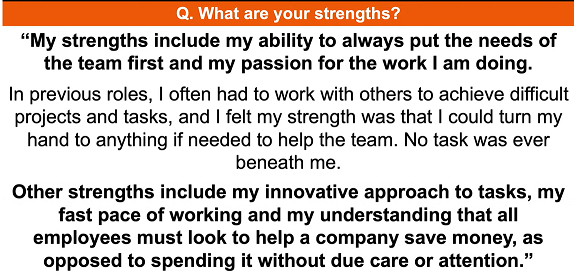 Q. What are your strengths?
“My strengths include my ability to always put the needs of
the team first and my passion for the work I am doing.
In previous roles, I often had to work with others to achieve difficult
projects and tasks, and I felt my strength was that I could turn my
hand to anything if needed to help the team. No task was ever
beneath me.
Other strengths include my innovative approach to tasks, my
fast pace of working and my understanding that all
employees must look to help a company save money, as
opposed to spending it without due care or attention.”